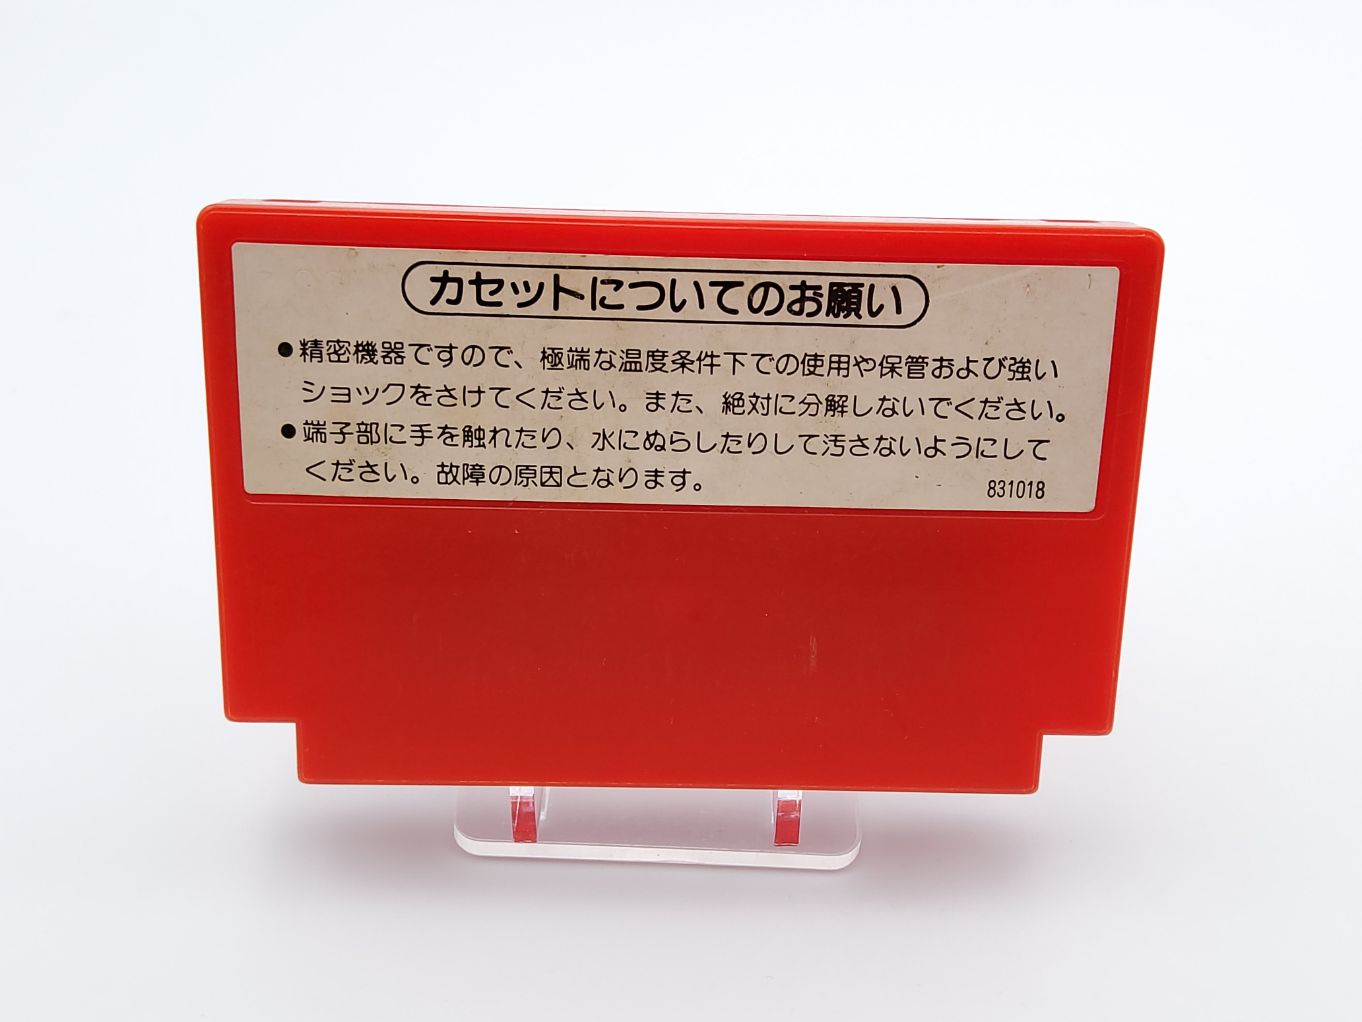 カセットについてのお願い
●精密機器ですので、極端な温度条件下での使用や保管および強い
ショックをさけてください。また、絶対に分解しないでください。
●端子部に手を触れたり、水にぬらしたりして汚さないようにして
ください。故障の原因となります。
831018